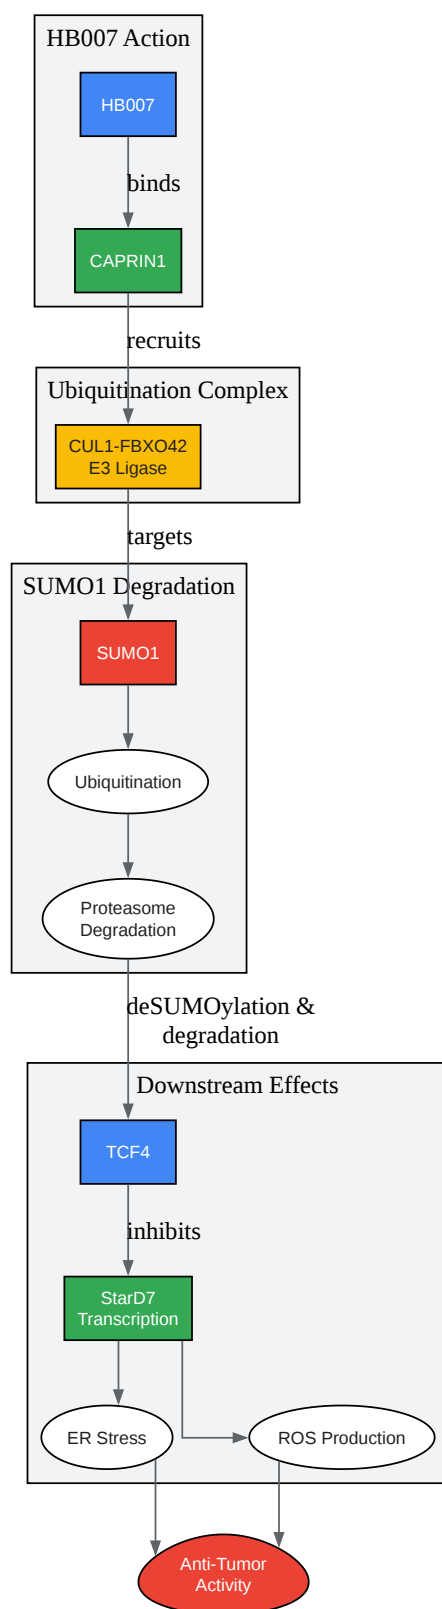 HB007 Action
HB007
binds
CAPRIN1
recruits
Ubiquitination Complex
CUL1-FBXO42
E3 Ligase
targets
SUMO1 Degradation
SUMO1
Ubiquitination
Proteasome
Degradation
deSUMOylation &
degradation
Downstream Effects
TCF4
inhibits
StarD7
Transcription
ER Stress
ROS Production
Anti-Tumor
Activity